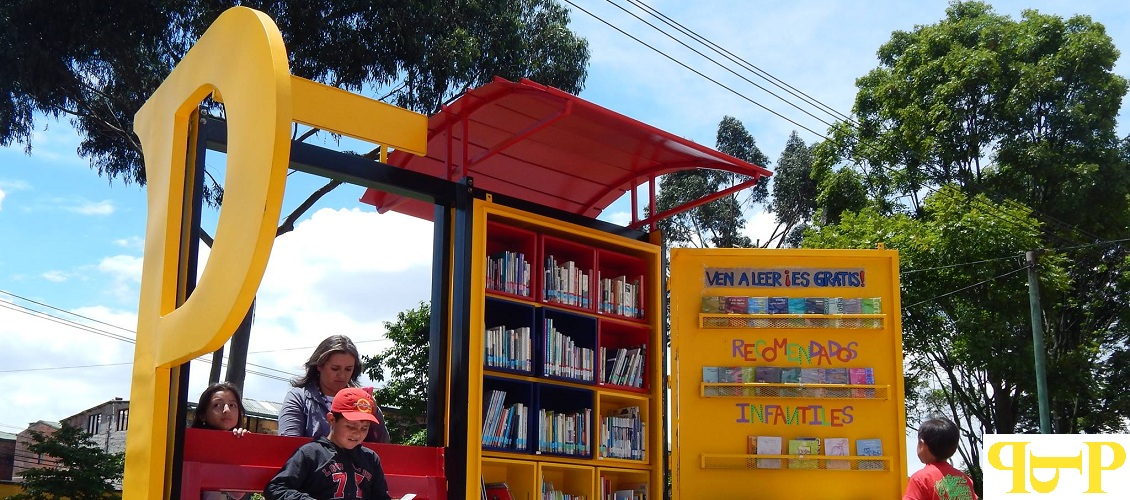 VEN A LEER ¡ES GRATIS!
RECOMENDADOS
INFANTILES